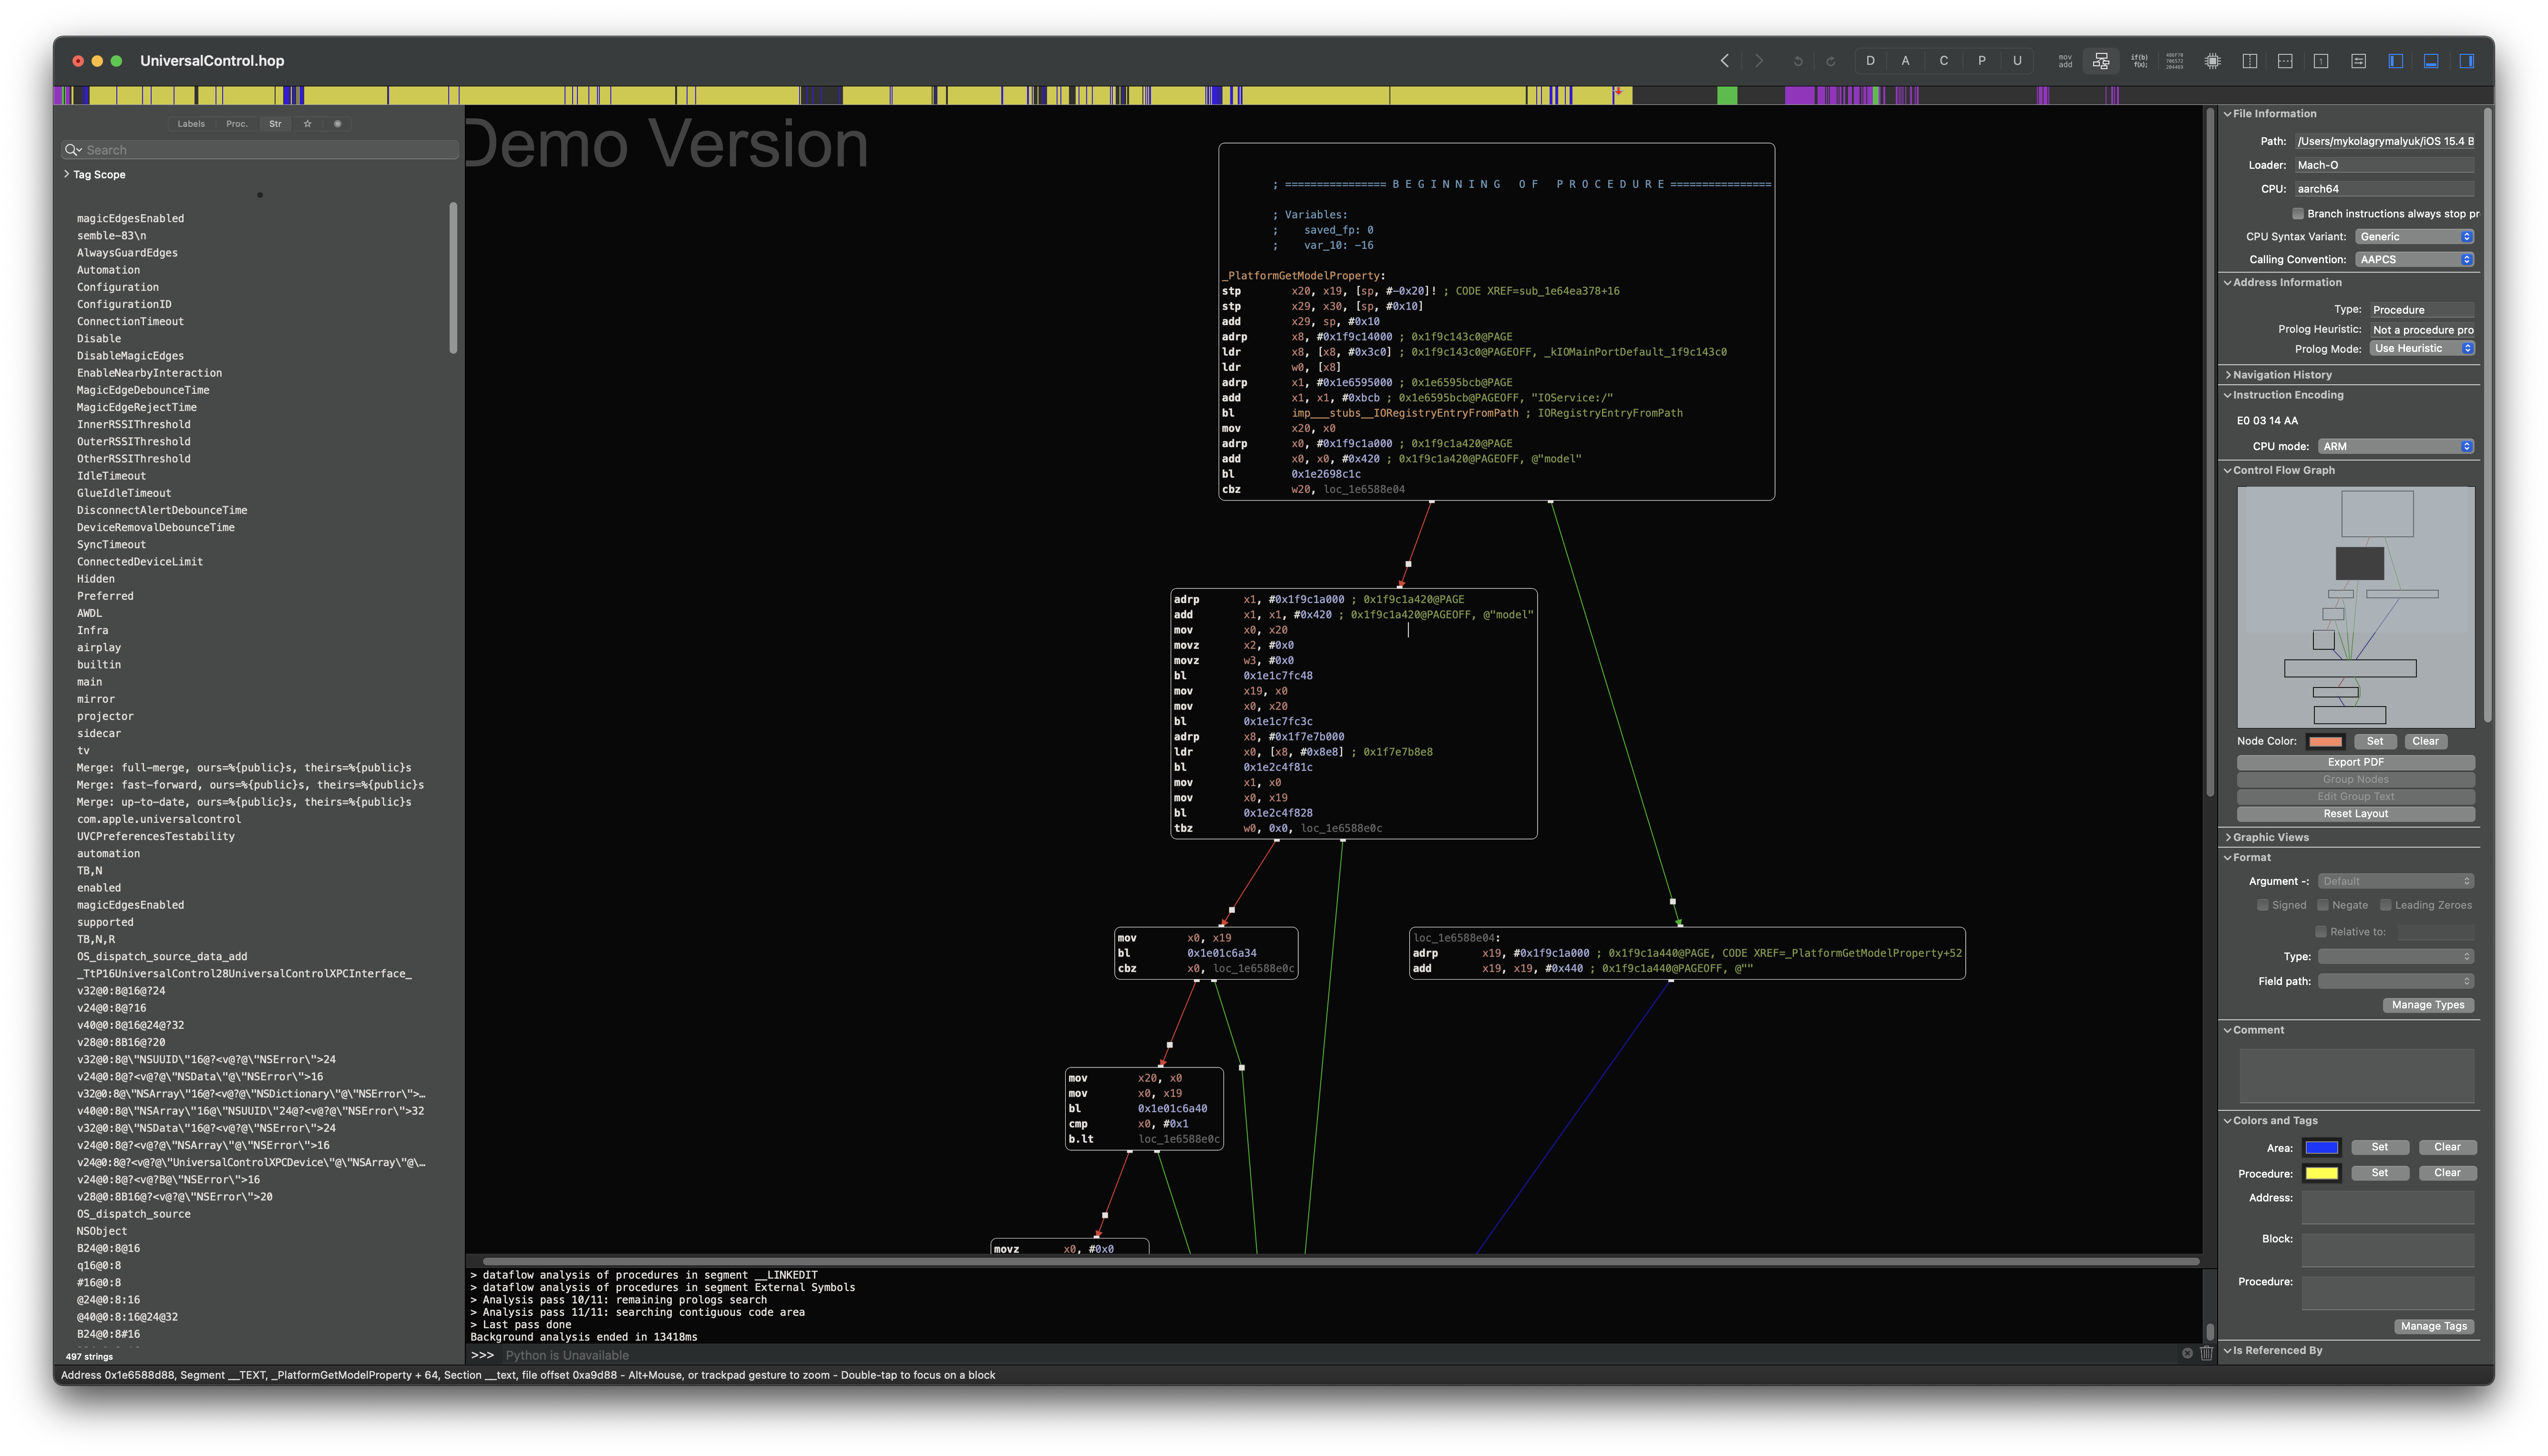 UniversalControl.hop
D A C P U
mov
add
if(b)
f(x);
Labels Proc. Str
Search
Tag Scope
magicEdgesEnabled
semble-83\n
AlwaysGuardEdges
Automation
Configuration
ConfigurationID
ConnectionTimeout
Disable
DisableMagicEdges
EnableNearbyInteraction
MagicEdgeDebounceTime
MagicEdgeRejectTime
InnerRSSIThreshold
OuterRSSIThreshold
OtherRSSIThreshold
IdleTimeout
GlueIdleTimeout
DisconnectAlertDebounceTime
DeviceRemovalDebounceTime
SyncTimeout
ConnectedDeviceLimit
Hidden
Preferred
AWDL
Infra
airplay
builtin
main
mirror
projector
sidecar
tv
Merge: full-merge, ours=%{public}s, theirs=%{public}s
Merge: fast-forward, ours=%{public}s, theirs=%{public}s
Merge: up-to-date, ours=%{public}s, theirs=%{public}s
com.apple.universalcontrol
UVCPreferencesTestability
automation
TB,N
enabled
magicEdgesEnabled
supported
TB,N,R
OS_dispatch_source_data_add
_TtP16UniversalControl28UniversalControlXPCInterface_
v32@0:8@16@?24
v24@0:8@?16
v40@0:8@16@24@?32
v28@0:8B16@?20
v32@0:8@\"NSUUID\"16@?<v@?@\"NSError\">24
v24@0:8@?<v@?@\"NSData\"@\"NSError\">16
v32@0:8@\"NSArray\"16@?<v@?@\"NSDictionary\"@\"NSError\">…
v40@0:8@\"NSArray\"16@\"NSUUID\"24@?<v@?@\"NSError\">32
v32@0:8@\"NSData\"16@?<v@?@\"NSError\">24
v24@0:8@?<v@?@\"NSArray\"@\"NSError\">16
v24@0:8@?<v@?@\"UniversalControlXPCDevice\"@\"NSArray\"@\…
v24@0:8@?<v@?B@\"NSError\">16
v28@0:8B16@?<v@?@\"NSError\">20
OS_dispatch_source
NSObject
B24@0:8@16
q16@0:8
#16@0:8
@24@0:8:16
@40@0:8:16@24@32
B24@0:8#16
497 strings
Demo Version
; ================ B E G I N N I N G   O F   P R O C E D U R E ================
; Variables:
;    saved_fp: 0
;    var_10: -16
_PlatformGetModelProperty:
stp x20, x19, [sp, #-0x20]! ; CODE XREF=sub_1e64ea378+16
stp x29, x30, [sp, #0x10]
add x29, sp, #0x10
adrp x8, #0x1f9c14000 ; 0x1f9c143c0@PAGE
ldr x8, [x8, #0x3c0] ; 0x1f9c143c0@PAGEOFF, _kIOMainPortDefault_1f9c143c0
ldr w0, [x8]
adrp x1, #0x1e6595000 ; 0x1e6595bcb@PAGE
add x1, x1, #0xbcb ; 0x1e6595bcb@PAGEOFF, "IOService:/"
bl imp___stubs__IORegistryEntryFromPath ; IORegistryEntryFromPath
mov x20, x0
adrp x0, #0x1f9c1a000 ; 0x1f9c1a420@PAGE
add x0, x0, #0x420 ; 0x1f9c1a420@PAGEOFF, @"model"
bl 0x1e2698c1c
cbz w20, loc_1e6588e04
adrp x1, #0x1f9c1a000 ; 0x1f9c1a420@PAGE
add x1, x1, #0x420 ; 0x1f9c1a420@PAGEOFF, @"model"
mov x0, x20
movz x2, #0x0
movz w3, #0x0
bl 0x1e1c7fc48
mov x19, x0
mov x0, x20
bl 0x1e1c7fc3c
adrp x8, #0x1f7e7b000
ldr x0, [x8, #0x8e8] ; 0x1f7e7b8e8
bl 0x1e2c4f81c
mov x1, x0
mov x0, x19
bl 0x1e2c4f828
tbz w0, 0x0, loc_1e6588e0c
mov x0, x19
bl 0x1e01c6a34
cbz x0, loc_1e6588e0c
loc_1e6588e04:
adrp x19, #0x1f9c1a000 ; 0x1f9c1a440@PAGE, CODE XREF=_PlatformGetModelProperty+52
add x19, x19, #0x440 ; 0x1f9c1a440@PAGEOFF, @""
mov x20, x0
mov x0, x19
bl 0x1e01c6a40
cmp x0, #0x1
b.lt loc_1e6588e0c
movz x0, #0x0
> dataflow analysis of procedures in segment __LINKEDIT
> dataflow analysis of procedures in segment External Symbols
> Analysis pass 10/11: remaining prologs search
> Analysis pass 11/11: searching contiguous code area
> Last pass done
Background analysis ended in 13418ms
>>> Python is Unavailable
Address 0x1e6588d88, Segment __TEXT, _PlatformGetModelProperty + 64, Section __text, file offset 0xa9d88 - Alt+Mouse, or trackpad gesture to zoom - Double-tap to focus on a block
File Information
Path: /Users/mykolagrymalyuk/iOS 15.4 B
Loader: Mach-O
CPU: aarch64
Branch instructions always stop pr
CPU Syntax Variant: Generic
Calling Convention: AAPCS
Address Information
Type: Procedure
Prolog Heuristic: Not a procedure pro
Prolog Mode: Use Heuristic
Navigation History
Instruction Encoding
E0 03 14 AA
CPU mode: ARM
Control Flow Graph
Node Color: Set Clear
Export PDF
Group Nodes
Edit Group Text
Reset Layout
Graphic Views
Format
Argument -: Default
Signed Negate Leading Zeroes
Relative to:
Type:
Field path:
Manage Types
Comment
Colors and Tags
Area: Set Clear
Procedure: Set Clear
Address:
Block:
Procedure:
Manage Tags
Is Referenced By